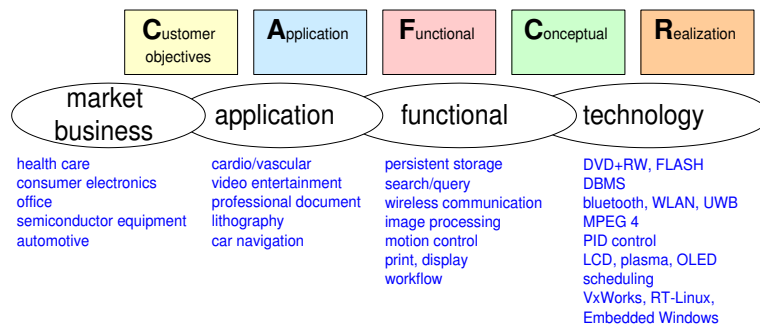 Customer
objectives
Application
Functional
Conceptual
Realization
market
business
application
functional
technology
health care
consumer electronics
office
semiconductor equipment
automotive
cardio/vascular
video entertainment
professional document
lithography
car navigation
persistent storage
search/query
wireless communication
image processing
motion control
print, display
workflow
DVD+RW, FLASH
DBMS
bluetooth, WLAN, UWB
MPEG 4
PID control
LCD, plasma, OLED
scheduling
VxWorks, RT-Linux,
Embedded Windows